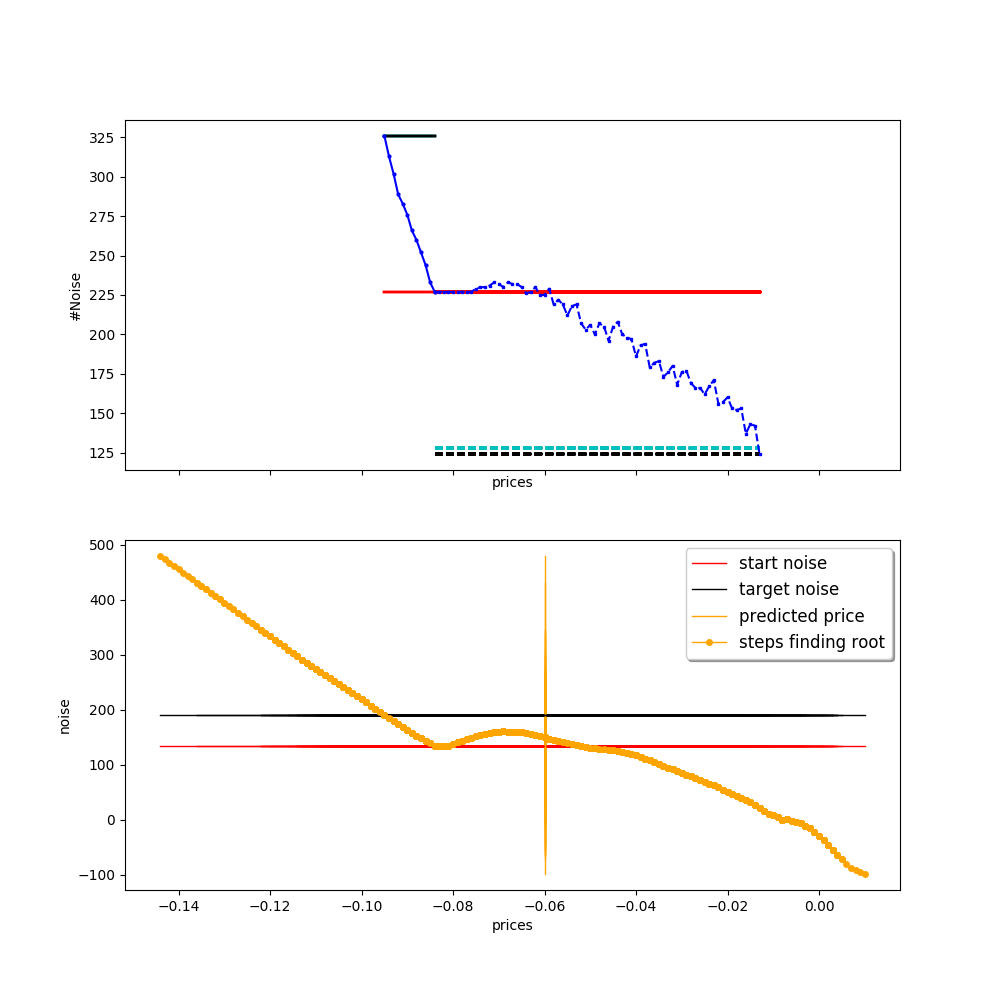 325
300
275
250
225
200
175
150
125
#Noise
prices
500
400
300
200
100
0
−100
noise
start noise
target noise
predicted price
steps finding root
−0.14 −0.12 −0.10 −0.08 −0.06 −0.04 −0.02 0.00
prices